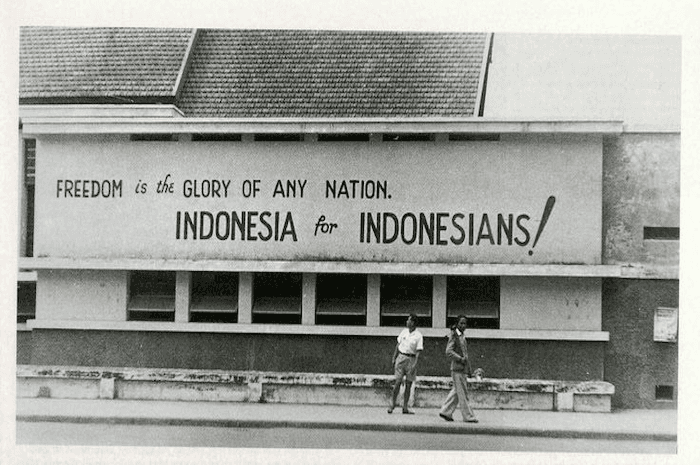 FREEDOM is the GLORY OF ANY NATION.
INDONESIA for INDONESIANS!